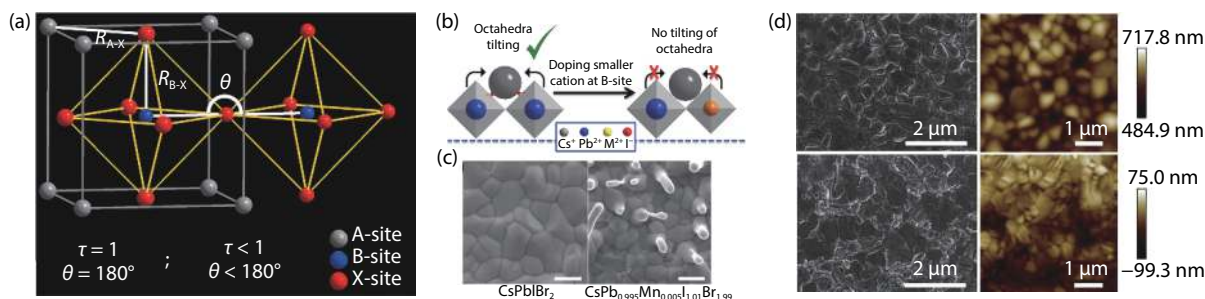 (a)
R_A-X
R_B-X
θ
τ = 1
θ = 180°
;
τ < 1
θ < 180°
A-site
B-site
X-site
(b)
Octahedra
tilting
No tilting of
octahedra
Doping smaller
cation at B-site
Cs⁺ Pb²⁺ M²⁺ I⁻
(c)
CsPbIBr₂
CsPb₀.₉₉₅Mn₀.₀₀₅I₁.₀₁Br₁.₉₉
(d)
2 μm
1 μm
717.8 nm
484.9 nm
2 μm
1 μm
75.0 nm
−99.3 nm